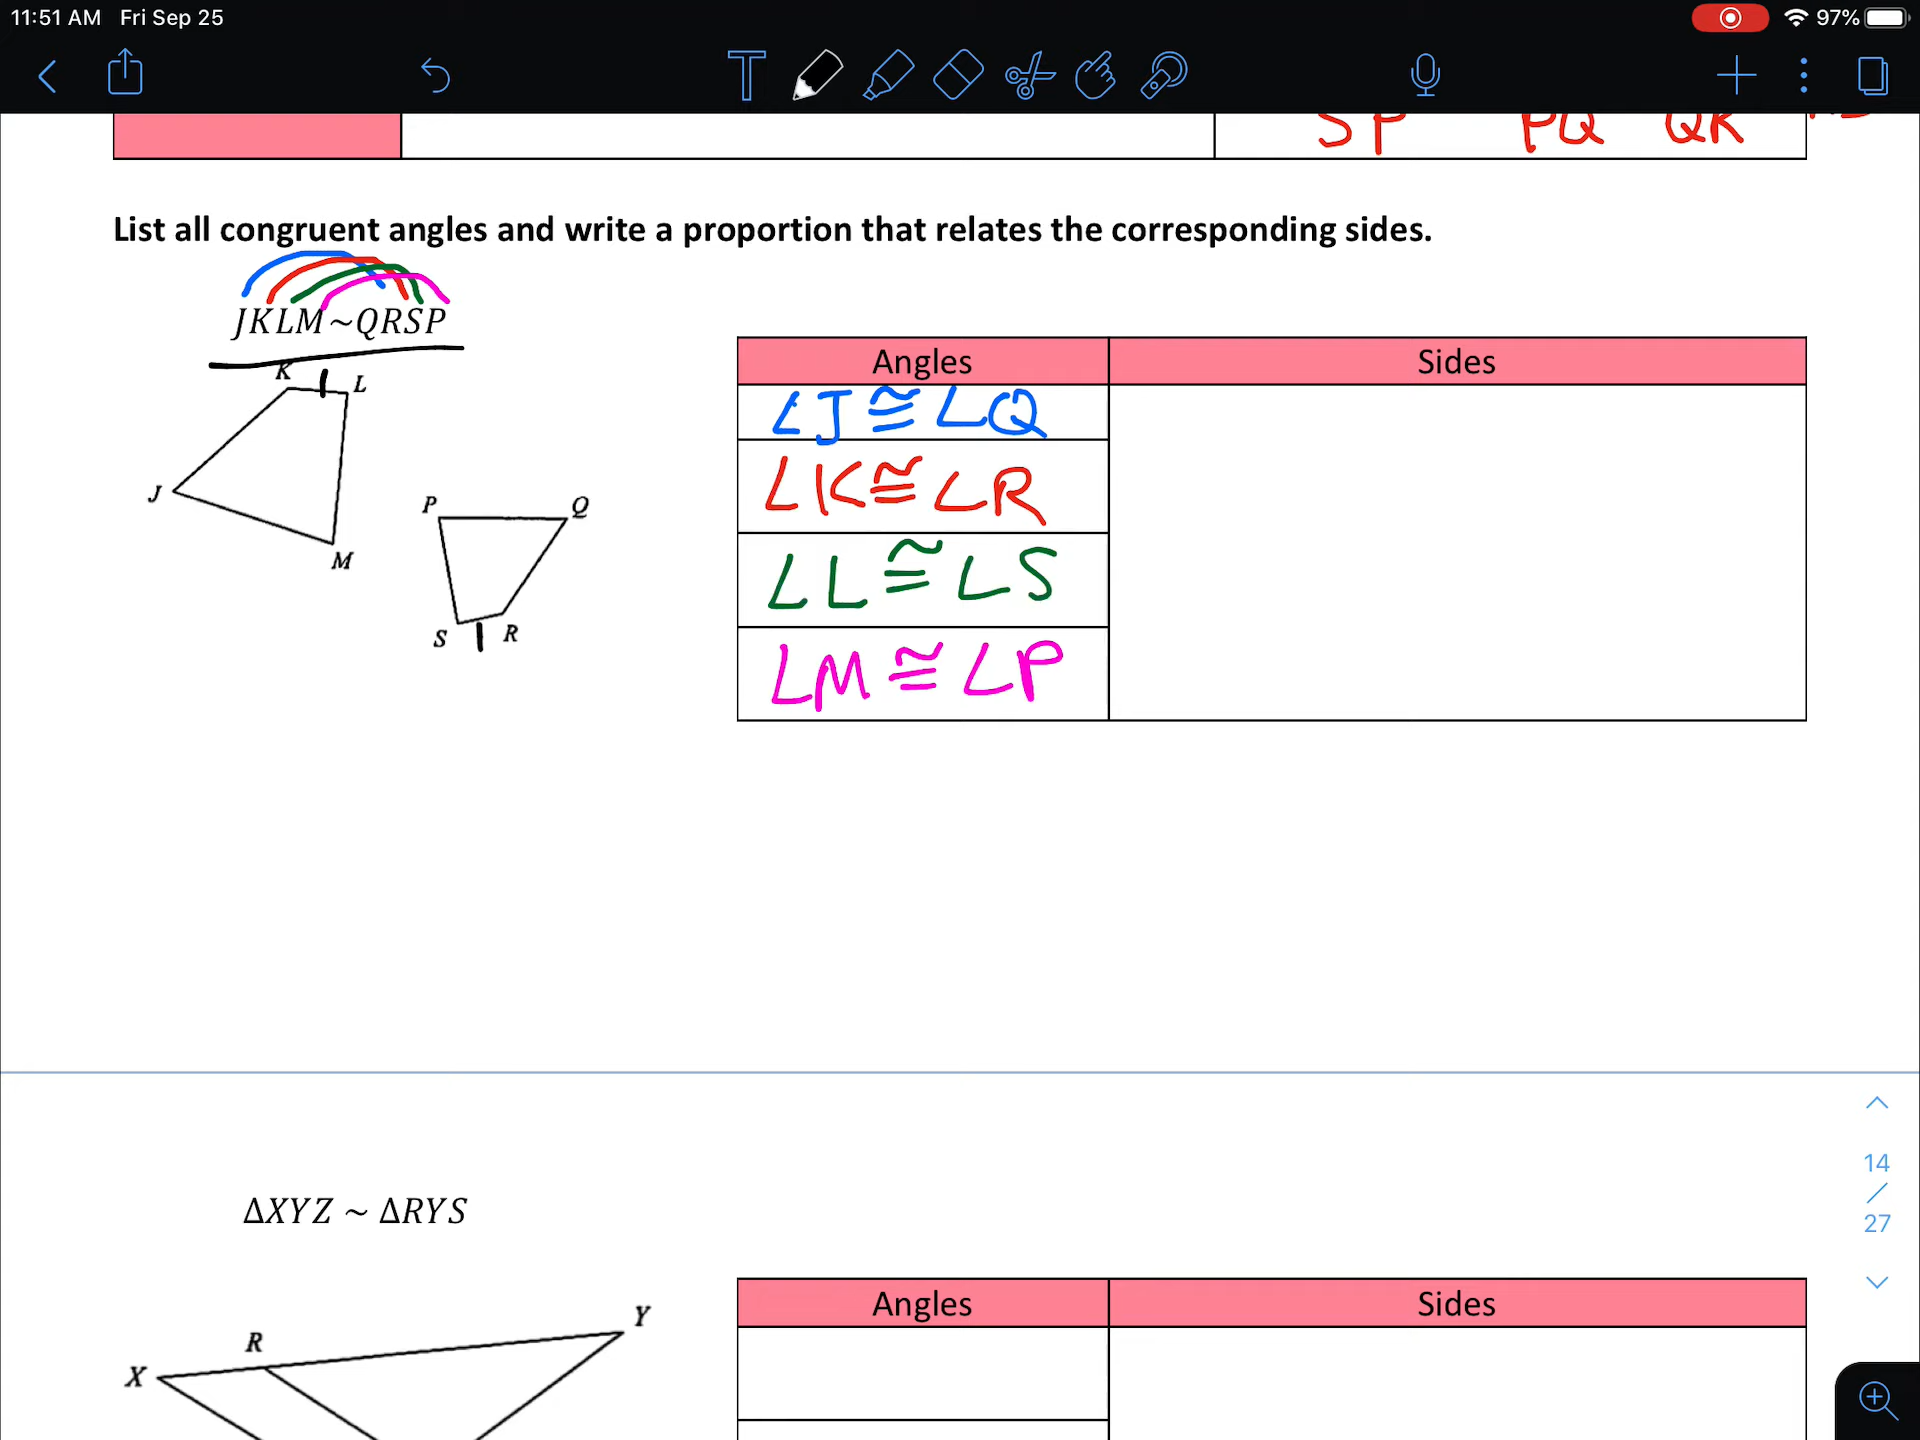 11:51 AM Fri Sep 25
97%
SP PQ QR
List all congruent angles and write a proportion that relates the corresponding sides.
JKLM~QRSP
K L
J
M
P Q
S R
Angles Sides
∠J ≅ ∠Q
∠K ≅ ∠R
∠L ≅ ∠S
∠M ≅ ∠P
14
/
27
ΔXYZ ~ ΔRYS
Angles Sides
Y
R
X